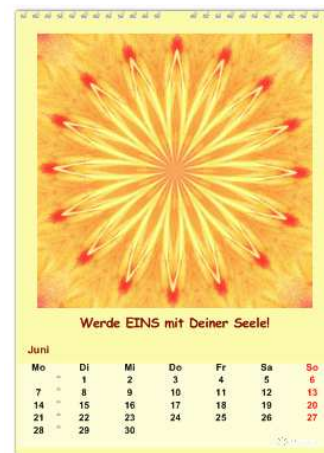 Werde EINS mit Deiner Seele!
Juni
Mo Di Mi Do Fr Sa So
1 2 3 4 5 6
7 8 9 10 11 12 13
14 15 16 17 18 19 20
21 22 23 24 25 26 27
28 29 30